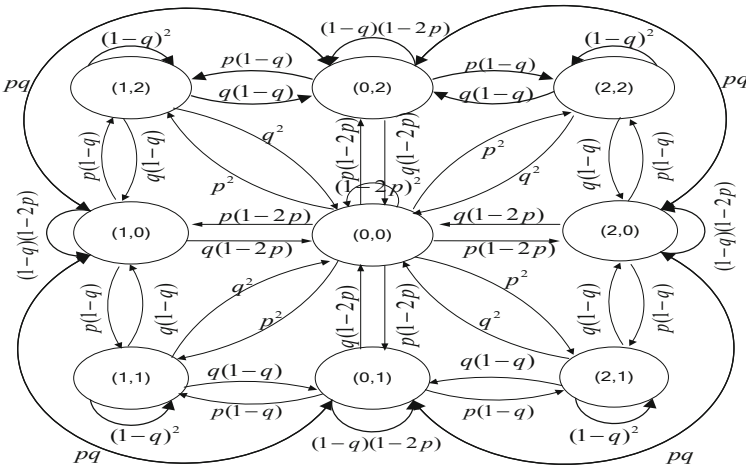 (1−q)²
(1−q)(1−2p)
(1−q)²
p(1−q)
p(1−q)
pq
(1,2)
(0,2)
(2,2)
pq
q(1−q)
q(1−q)
p(1−q)
q(1−q)
q²
p²
p(1−2p)
q(1−2p)
p²
q²
q(1−q)
p(1−q)
(1−2p)²
(1−q)(1−2p)
(1,0)
p(1−2p)
q(1−2p)
(0,0)
q(1−2p)
p(1−2p)
(2,0)
(1−q)(1−2p)
p(1−q)
q(1−q)
q²
p²
q(1−2p)
p(1−2p)
p²
q²
q(1−q)
p(1−q)
(1,1)
q(1−q)
p(1−q)
(0,1)
q(1−q)
p(1−q)
(2,1)
(1−q)²
(1−q)(1−2p)
(1−q)²
pq
pq